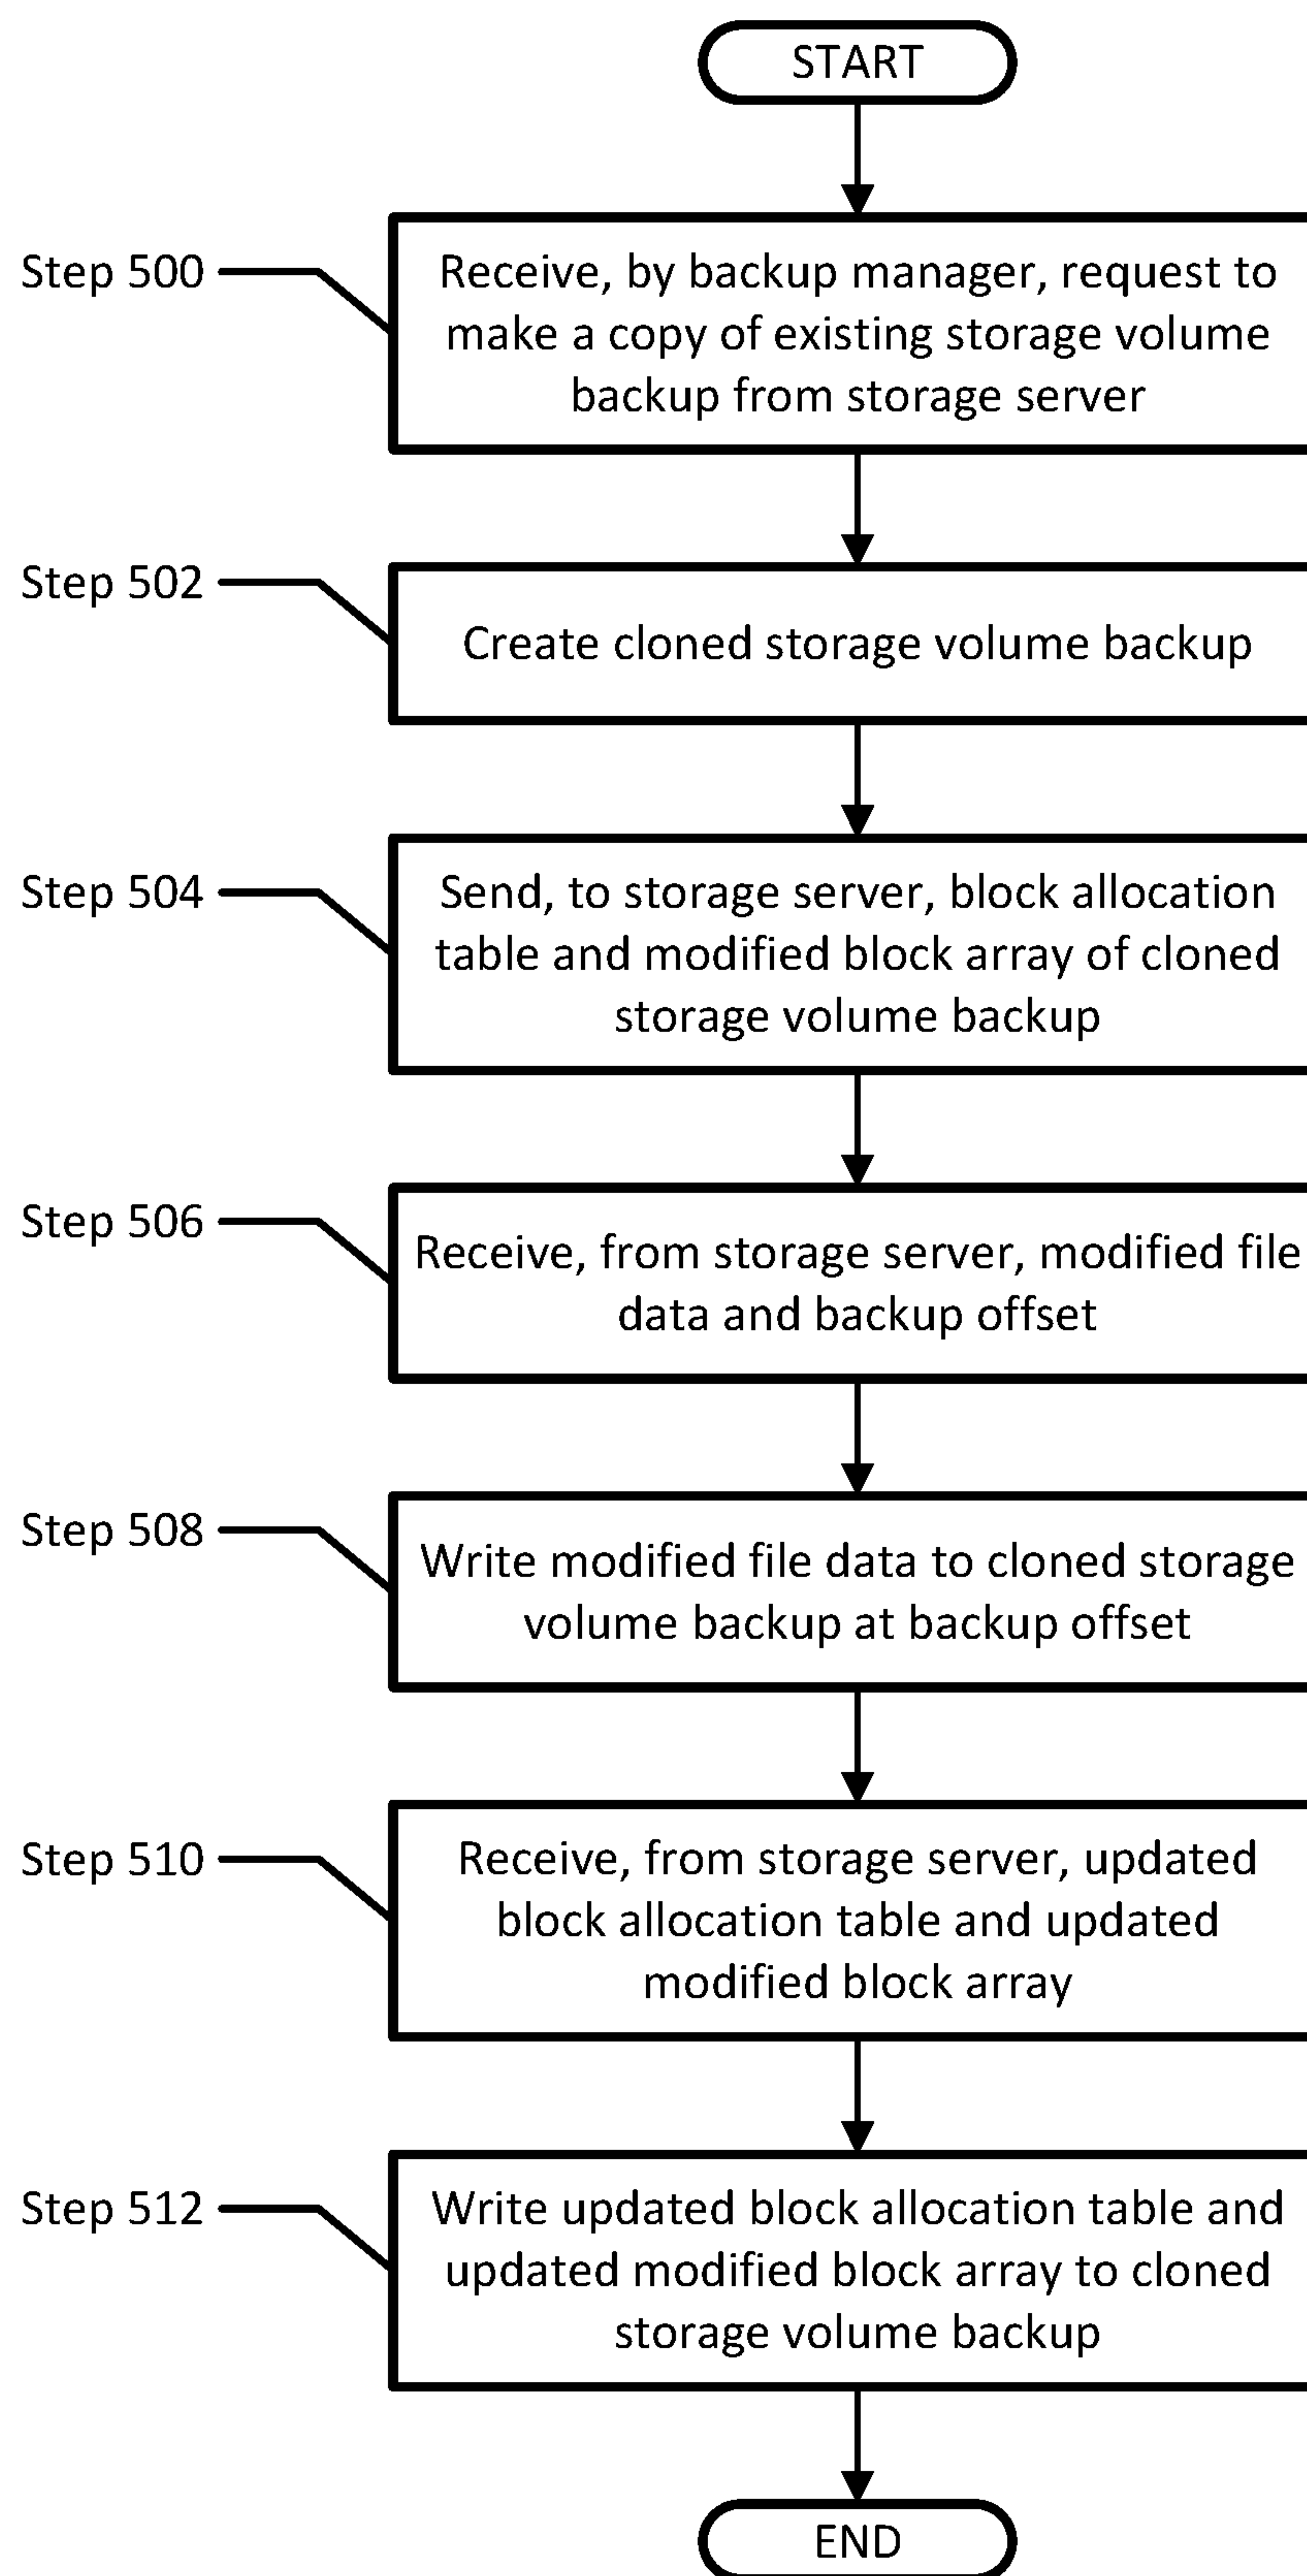 START
Step 500
Receive, by backup manager, request to
make a copy of existing storage volume
backup from storage server
Step 502
Create cloned storage volume backup
Step 504
Send, to storage server, block allocation
table and modified block array of cloned
storage volume backup
Step 506
Receive, from storage server, modified file
data and backup offset
Step 508
Write modified file data to cloned storage
volume backup at backup offset
Step 510
Receive, from storage server, updated
block allocation table and updated
modified block array
Step 512
Write updated block allocation table and
updated modified block array to cloned
storage volume backup
END